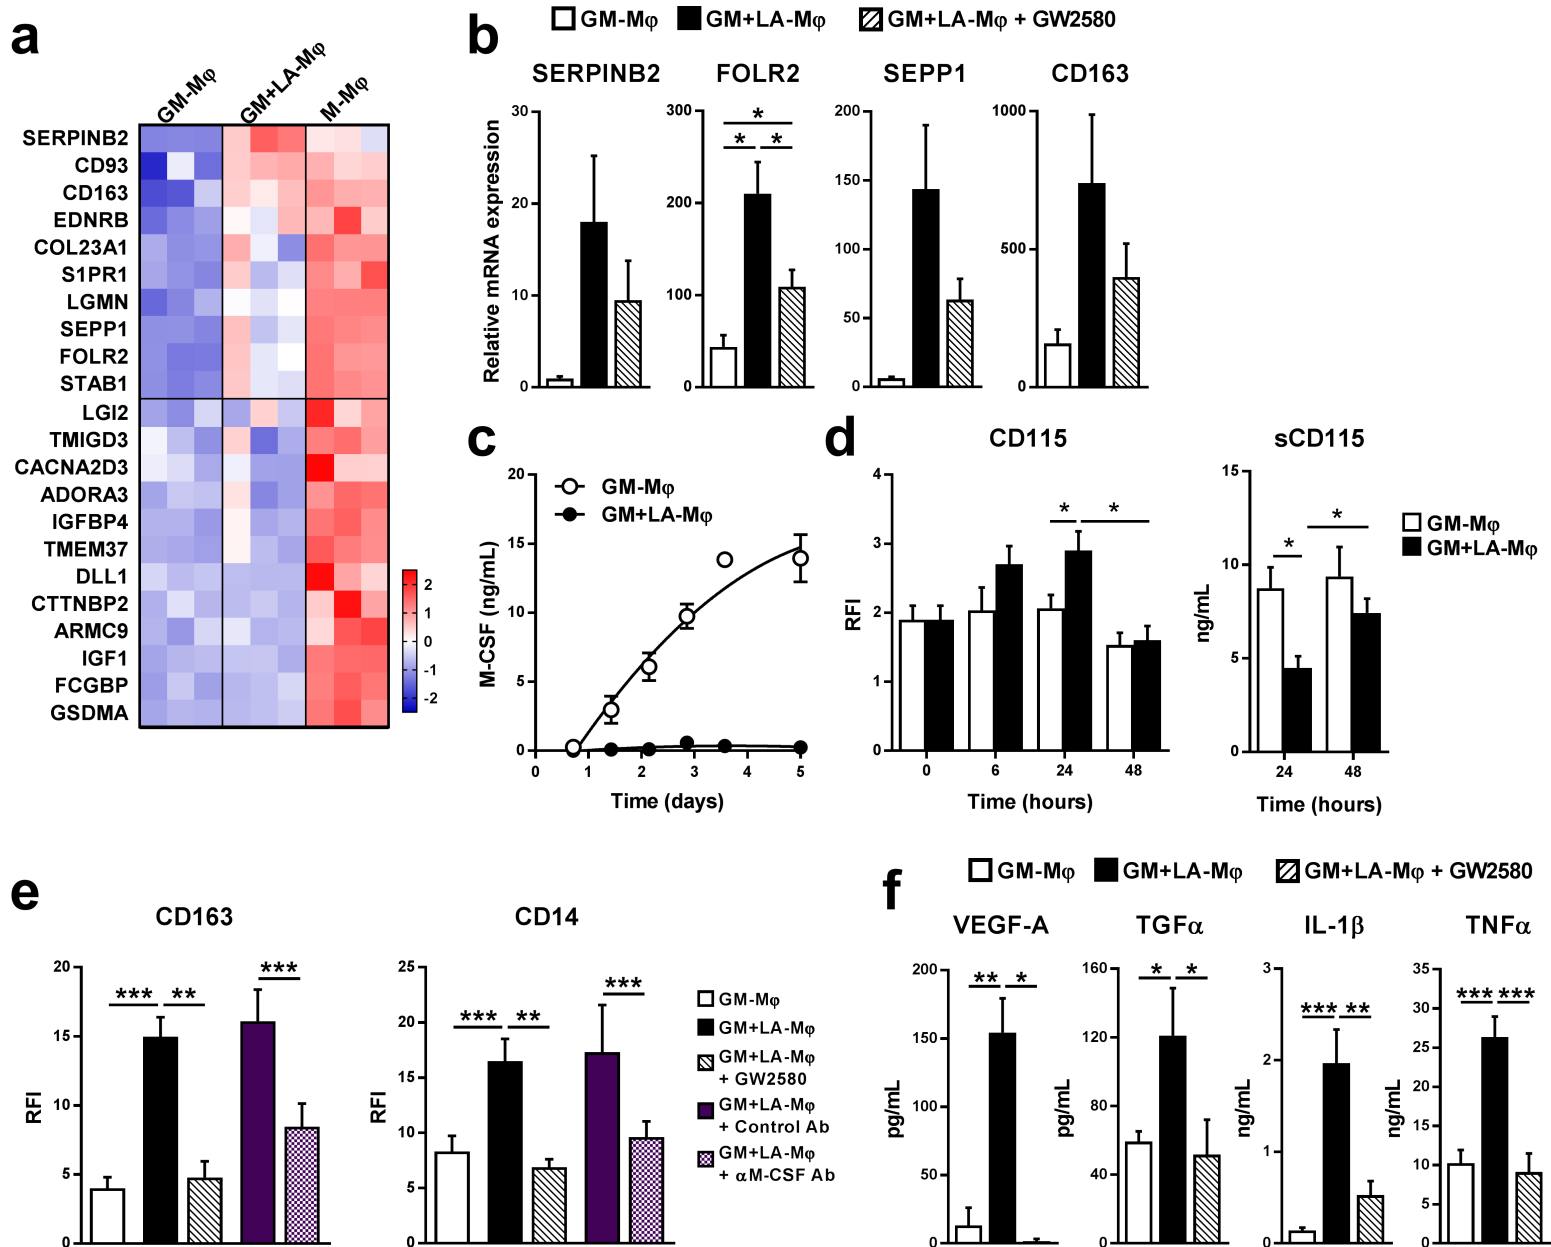 a
GM-Mφ
GM+LA-Mφ
M-Mφ
SERPINB2
CD93
CD163
EDNRB
COL23A1
S1PR1
LGMN
SEPP1
FOLR2
STAB1
LGI2
TMIGD3
CACNA2D3
ADORA3
IGFBP4
TMEM37
DLL1
CTTNBP2
ARMC9
IGF1
FCGBP
GSDMA
2
1
0
-1
-2
b
GM-Mφ GM+LA-Mφ GM+LA-Mφ + GW2580
SERPINB2 FOLR2 SEPP1 CD163
Relative mRNA expression
30
20
10
0
300
200
100
0
* 
* *
200
150
100
50
0
1000
500
0
c
M-CSF (ng/mL)
20
15
10
5
0
GM-Mφ
GM+LA-Mφ
0 1 2 3 4 5
Time (days)
d
CD115
RFI
4
3
2
1
0
* *
0 6 24 48
Time (hours)
sCD115
ng/mL
15
10
5
0
* *
24 48
Time (hours)
GM-Mφ
GM+LA-Mφ
e
CD163
RFI
20
15
10
5
0
*** ** ***
CD14
RFI
25
20
15
10
5
0
*** ** ***
GM-Mφ
GM+LA-Mφ
GM+LA-Mφ
+ GW2580
GM+LA-Mφ
+ Control Ab
GM+LA-Mφ
+ αM-CSF Ab
f
GM-Mφ GM+LA-Mφ GM+LA-Mφ + GW2580
VEGF-A TGFα IL-1β TNFα
pg/mL
200
150
100
50
0
** *
pg/mL
160
120
80
40
0
* *
ng/mL
3
2
1
0
*** **
ng/mL
35
30
25
20
15
10
5
0
*** ***